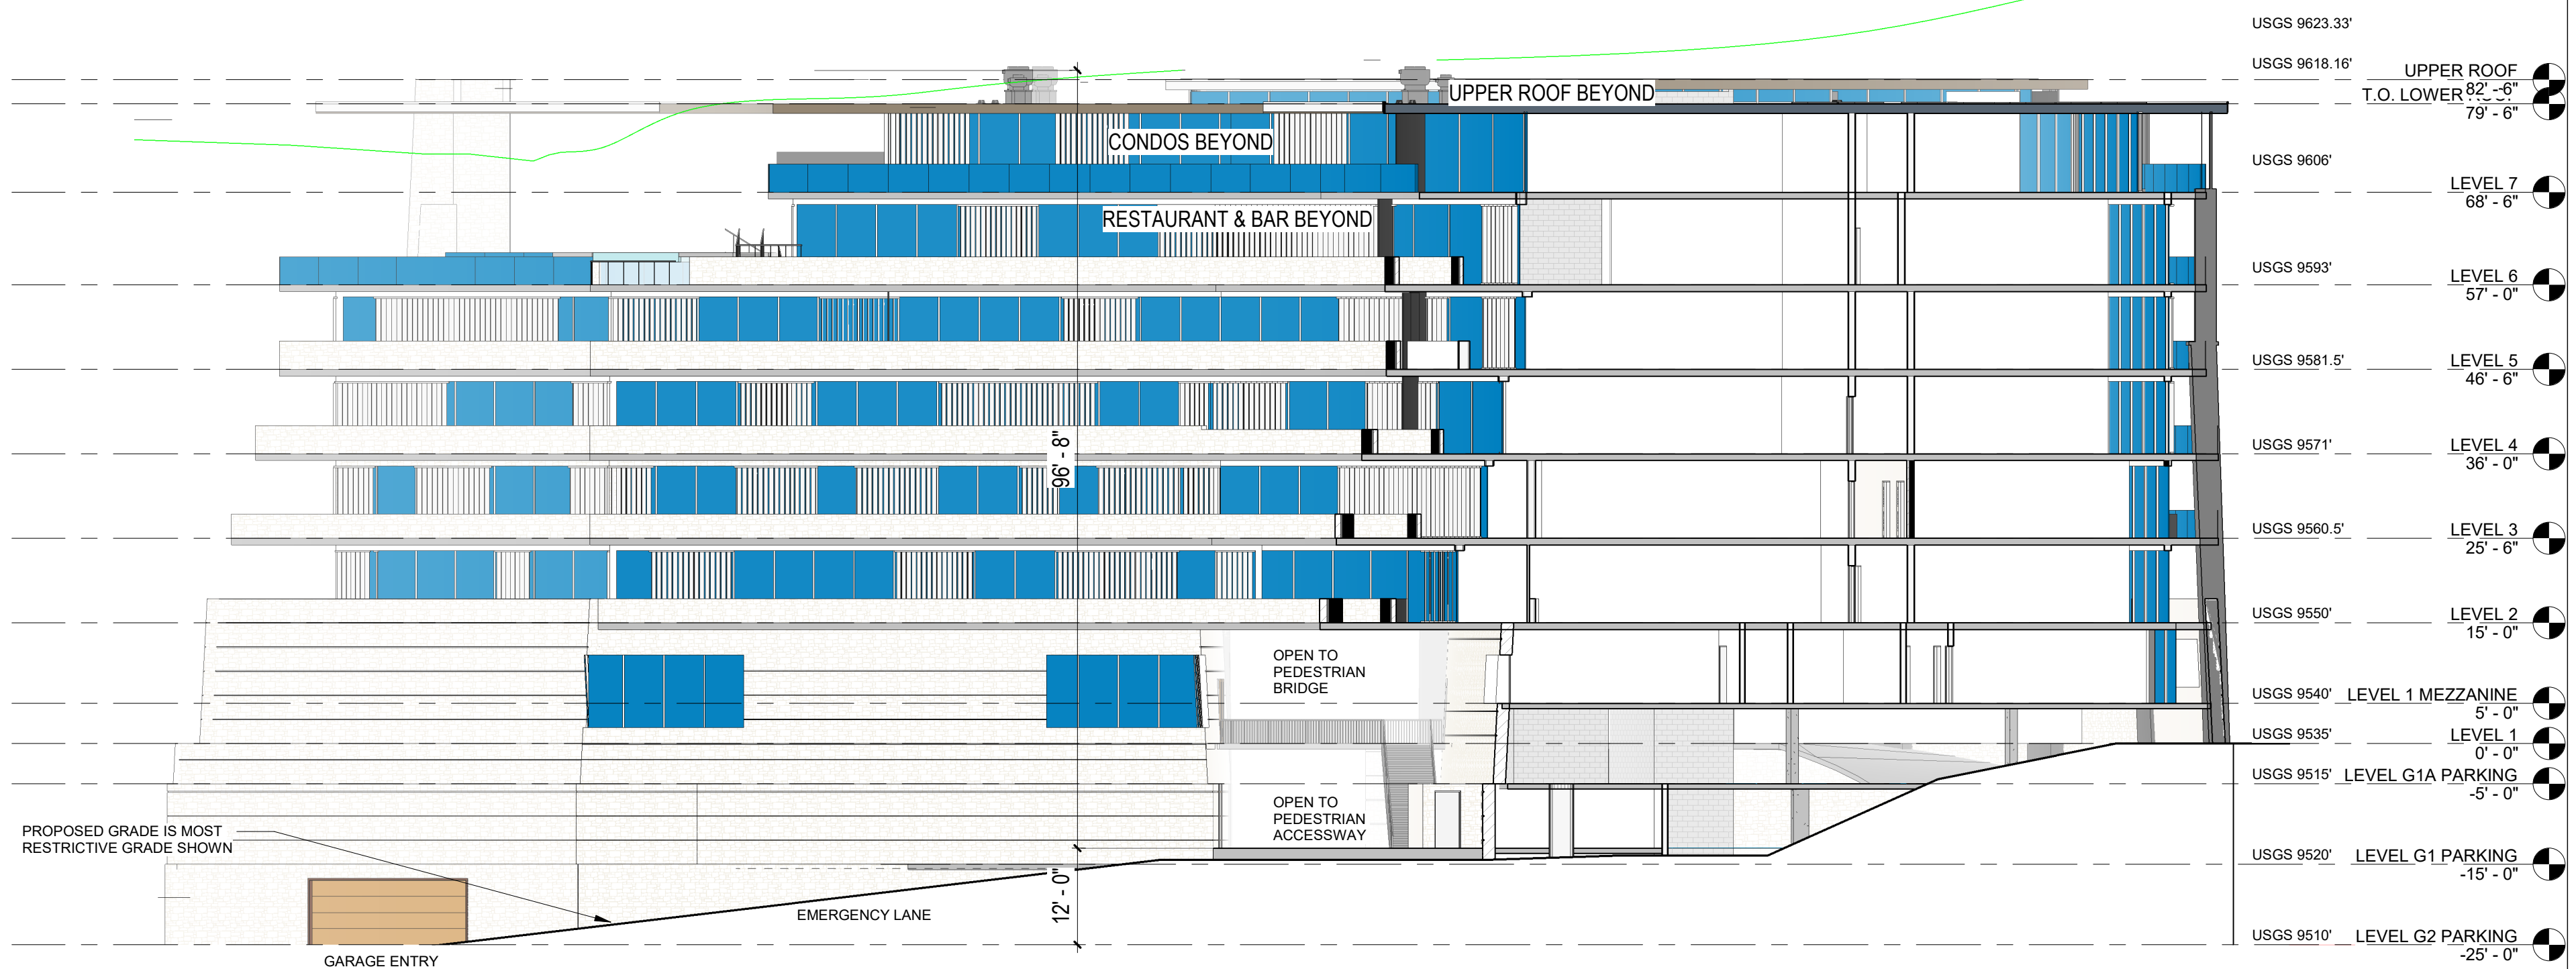 USGS 9623.33'
USGS 9618.16'
UPPER ROOF
82' - 6"
T.O. LOWER ROOF
79' - 6"
UPPER ROOF BEYOND
CONDOS BEYOND
USGS 9606'
LEVEL 7
68' - 6"
RESTAURANT & BAR BEYOND
USGS 9593'
LEVEL 6
57' - 0"
USGS 9581.5'
LEVEL 5
46' - 6"
96' - 8"
USGS 9571'
LEVEL 4
36' - 0"
USGS 9560.5'
LEVEL 3
25' - 6"
USGS 9550'
LEVEL 2
15' - 0"
OPEN TO
PEDESTRIAN
BRIDGE
USGS 9540'
LEVEL 1 MEZZANINE
5' - 0"
USGS 9535'
LEVEL 1
0' - 0"
USGS 9515'
LEVEL G1A PARKING
-5' - 0"
OPEN TO
PEDESTRIAN
ACCESSWAY
PROPOSED GRADE IS MOST
RESTRICTIVE GRADE SHOWN
USGS 9520'
LEVEL G1 PARKING
-15' - 0"
12' - 0"
EMERGENCY LANE
USGS 9510'
LEVEL G2 PARKING
-25' - 0"
GARAGE ENTRY